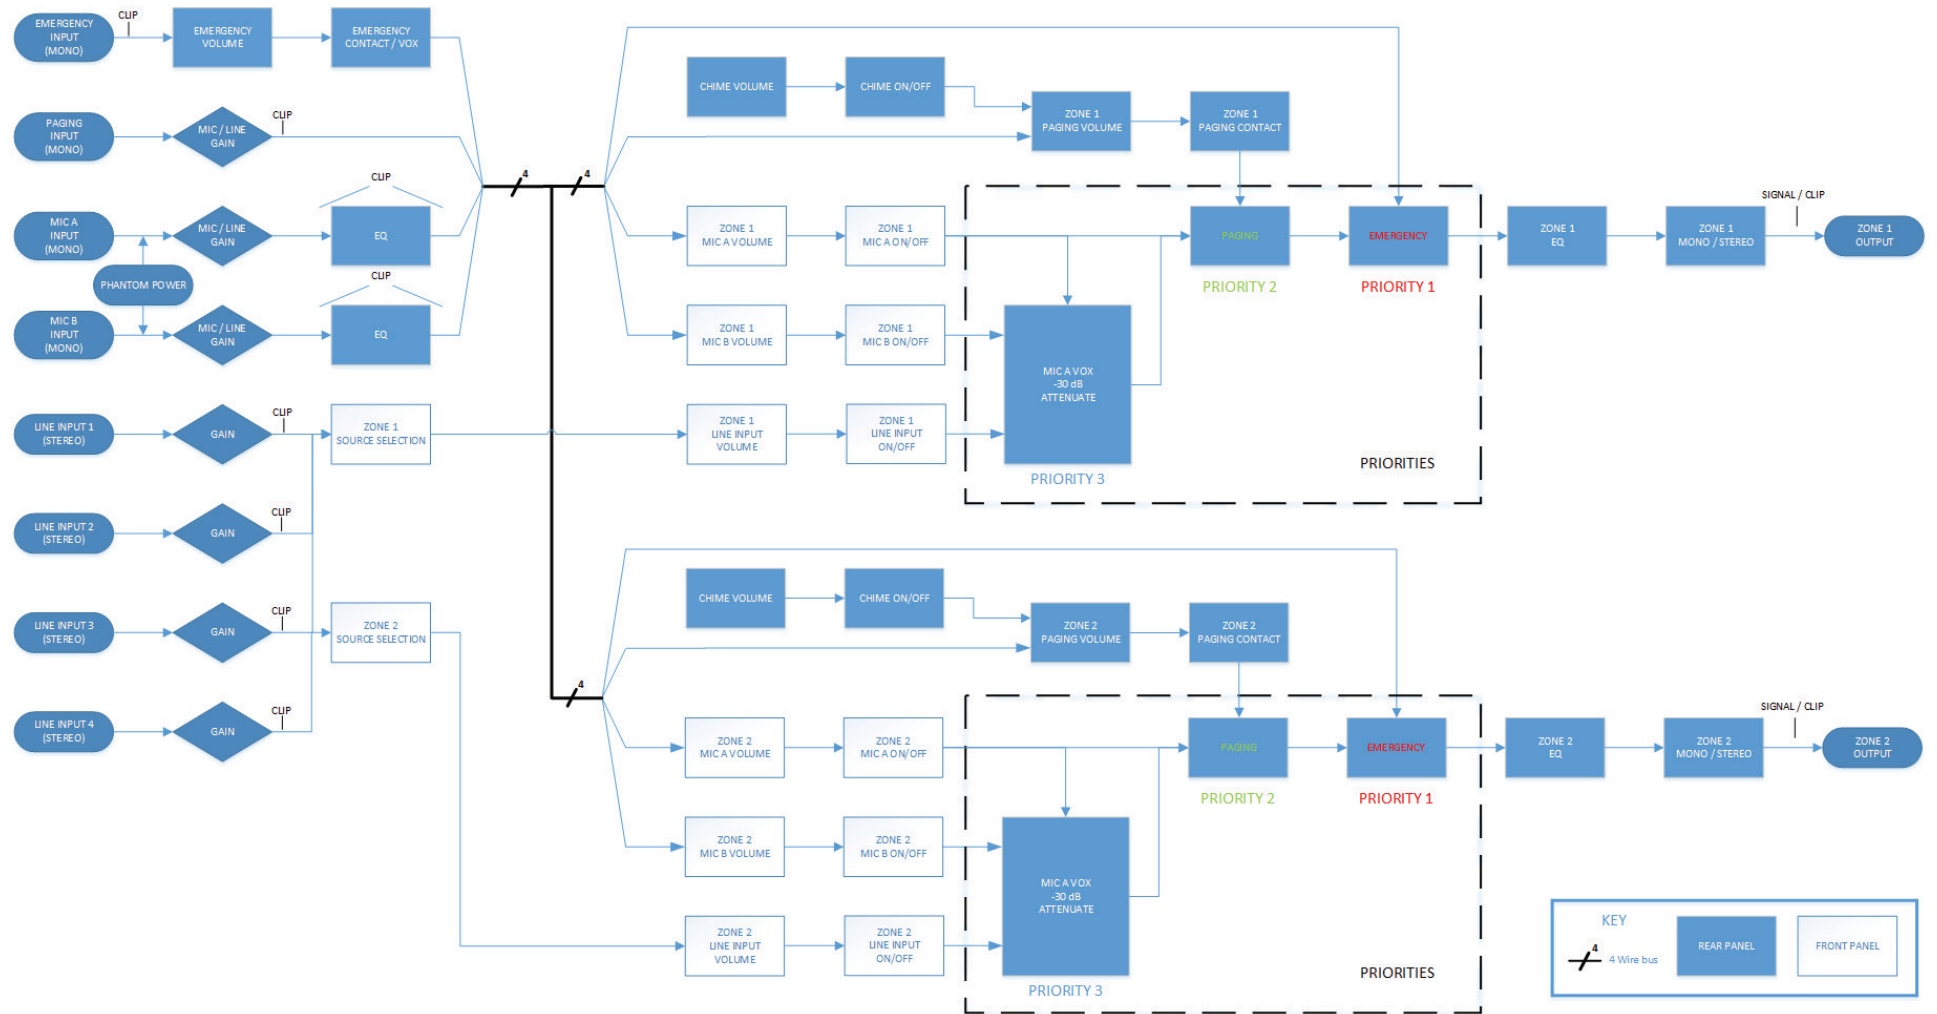 EMERGENCY
INPUT
(MONO)
CLIP
EMERGENCY
VOLUME
EMERGENCY
CONTACT / VOX
PAGING
INPUT
(MONO)
MIC / LINE
GAIN
CLIP
MIC A
INPUT
(MONO)
MIC / LINE
GAIN
CLIP
EQ
PHANTOM POWER
MIC B
INPUT
(MONO)
MIC / LINE
GAIN
CLIP
EQ
LINE INPUT 1
(STEREO)
GAIN
CLIP
ZONE 1
SOURCE SELECTION
LINE INPUT 2
(STEREO)
GAIN
CLIP
LINE INPUT 3
(STEREO)
GAIN
CLIP
ZONE 2
SOURCE SELECTION
LINE INPUT 4
(STEREO)
GAIN
CLIP
4
4
CHIME VOLUME
CHIME ON/OFF
ZONE 1
PAGING VOLUME
ZONE 1
PAGING CONTACT
ZONE 1
MIC A VOLUME
ZONE 1
MIC A ON/OFF
PAGING
PRIORITY 2
EMERGENCY
PRIORITY 1
ZONE 1
EQ
ZONE 1
MONO / STEREO
SIGNAL / CLIP
ZONE 1
OUTPUT
ZONE 1
MIC B VOLUME
ZONE 1
MIC B ON/OFF
MIC A VOX
-30 dB
ATTENUATE
ZONE 1
LINE INPUT
VOLUME
ZONE 1
LINE INPUT
ON/OFF
PRIORITY 3
PRIORITIES
4
CHIME VOLUME
CHIME ON/OFF
ZONE 2
PAGING VOLUME
ZONE 2
PAGING CONTACT
ZONE 2
MIC A VOLUME
ZONE 2
MIC A ON/OFF
PAGING
PRIORITY 2
EMERGENCY
PRIORITY 1
ZONE 2
EQ
ZONE 2
MONO / STEREO
SIGNAL / CLIP
ZONE 2
OUTPUT
ZONE 2
MIC B VOLUME
ZONE 2
MIC B ON/OFF
MIC A VOX
-30 dB
ATTENUATE
ZONE 2
LINE INPUT
VOLUME
ZONE 2
LINE INPUT
ON/OFF
PRIORITY 3
PRIORITIES
KEY
4
4 Wire bus
REAR PANEL
FRONT PANEL